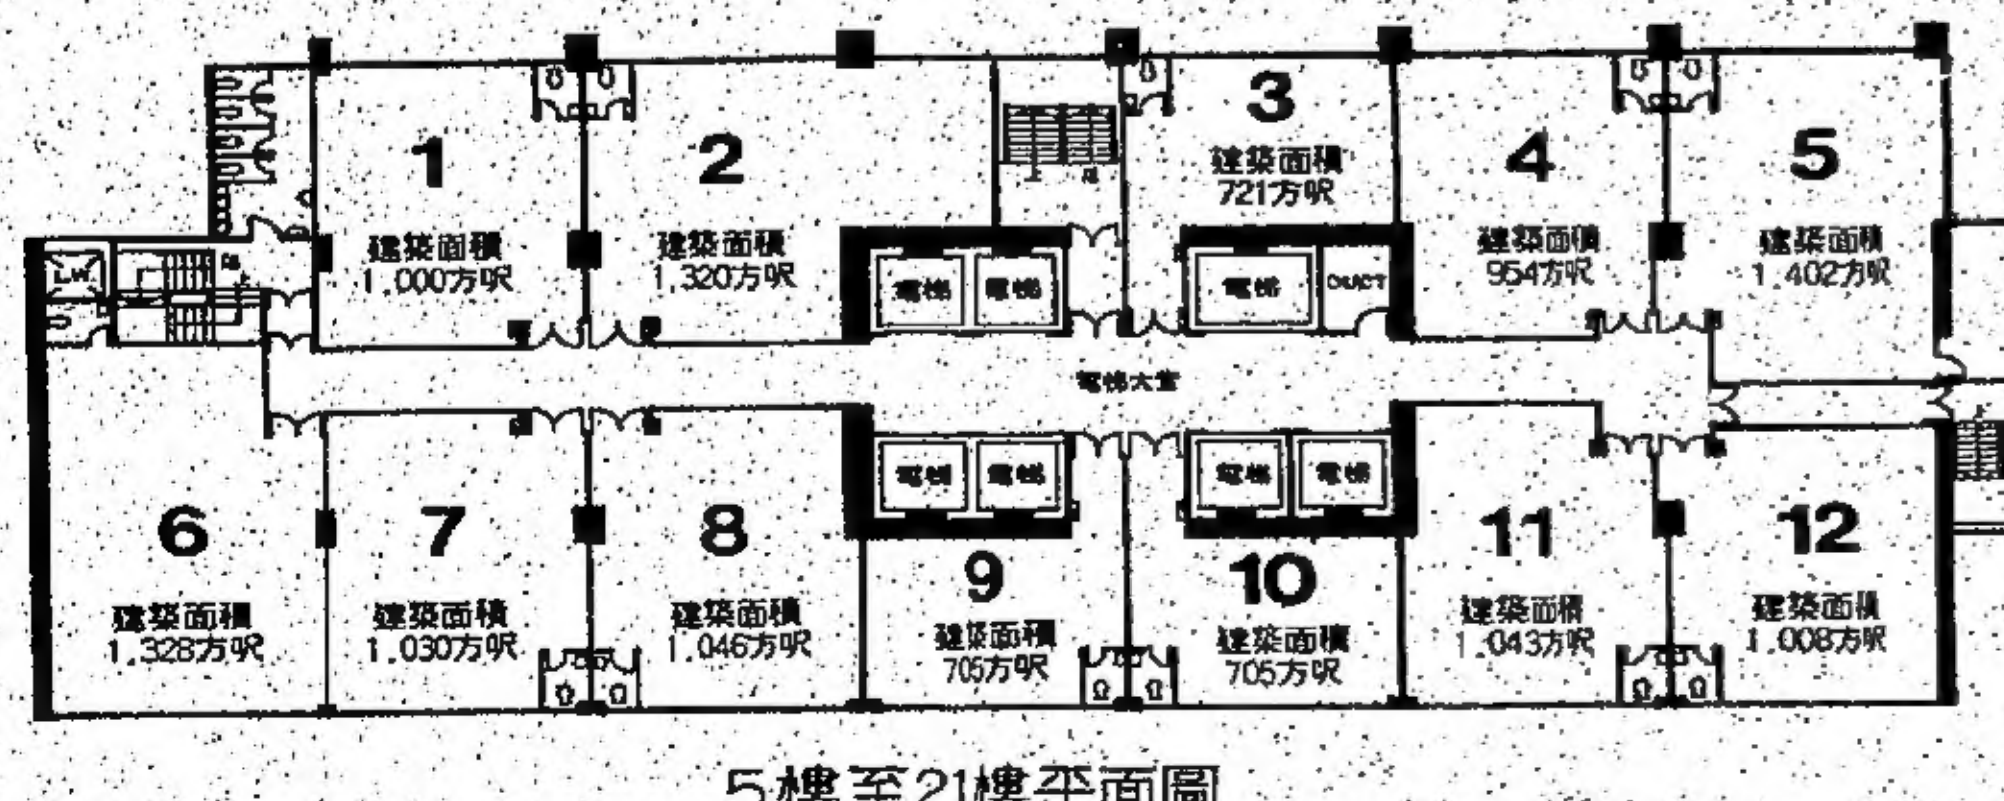 1
建築面積
1,000方呎
2
建築面積
1,320方呎
3
建築面積
721方呎
4
建築面積
954方呎
5
建築面積
1,402方呎
電梯
電梯
電梯
DUCT
電梯大堂
6
建築面積
1,328方呎
7
建築面積
1,030方呎
8
建築面積
1,046方呎
電梯
電梯
9
建築面積
705方呎
電梯
電梯
10
建築面積
705方呎
11
建築面積
1,043方呎
12
建築面積
1,008方呎
5樓至21樓平面圖